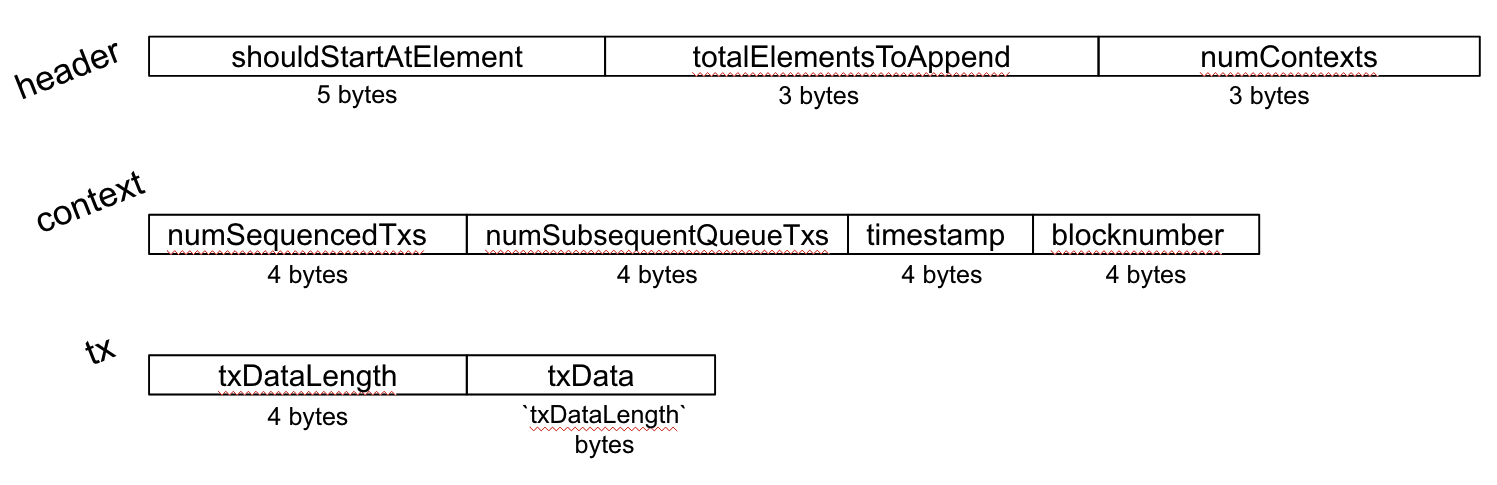 header
shouldStartAtElement totalElementsToAppend numContexts
5 bytes 3 bytes 3 bytes
context
numSequencedTxs numSubsequentQueueTxs timestamp blocknumber
4 bytes 4 bytes 4 bytes 4 bytes
tx
txDataLength txData
4 bytes `txDataLength`
bytes